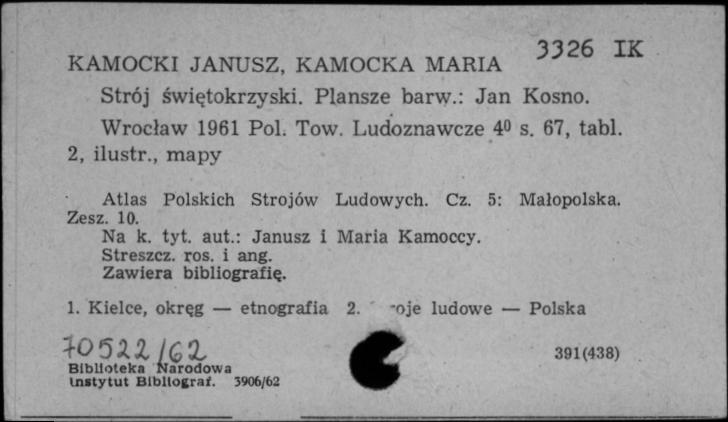 3326 IK
KAMOCKI JANUSZ, KAMOCKA MARIA
Strój świętokrzyski. Plansze barw.: Jan Kosno.
Wrocław 1961 Pol. Tow. Ludoznawcze 4⁰ s. 67, tabl.
2, ilustr., mapy
Atlas Polskich Strojów Ludowych. Cz. 5: Małopolska.
Zesz. 10.
Na k. tyt. aut.: Janusz i Maria Kamoccy.
Streszcz. ros. i ang.
Zawiera bibliografię.
1. Kielce, okręg — etnografia 2. oje ludowe — Polska
70522/62
391(438)
Biblioteka Narodowa
Instytut Bibliograf. 3906/62